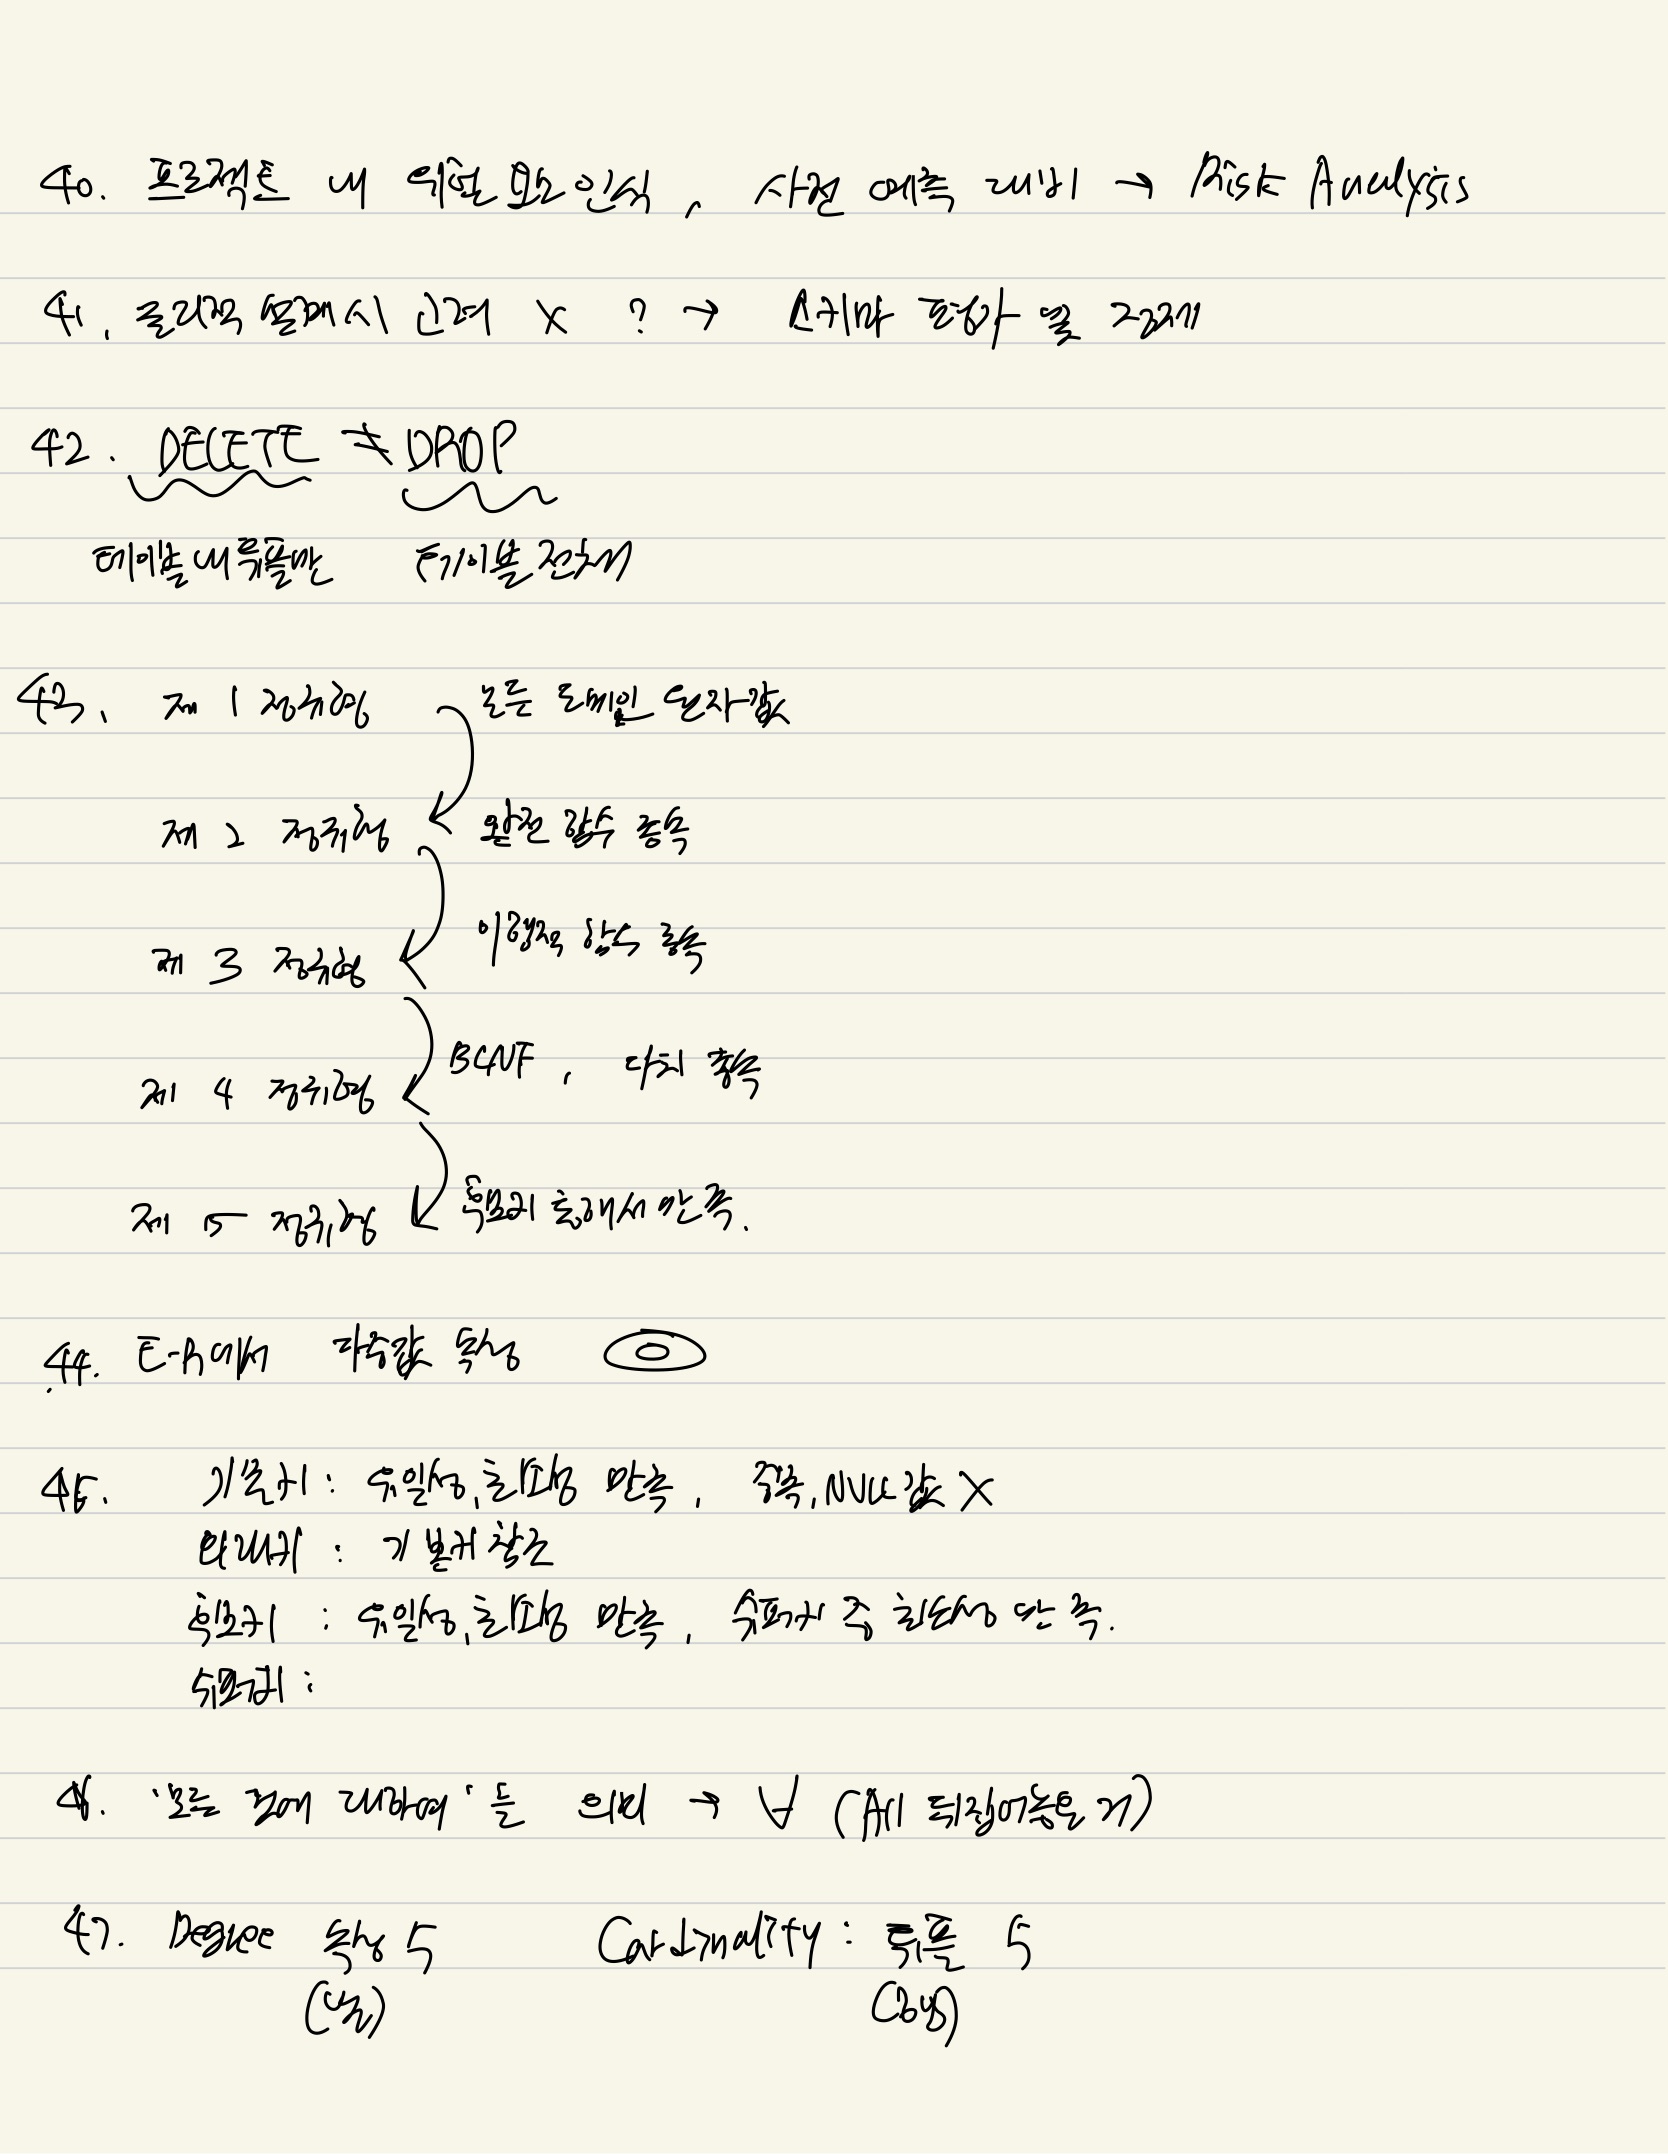 40. 프로젝트 내 위험 요소 인식, 사전 예측 대비 → Risk Analysis
41. 물리적 설계시 고려 X ? → 스키마 평가 및 정제
42. DELETE ≠ DROP
테이블 내 튜플만 테이블 전체
43. 제 1 정규형 모든 도메인 원자값
제 2 정규형 완전 함수 종속
이행적 함수 종속
제 3 정규형
BCNF, 다치 종속
제 4 정규형
제 5 정규형 후보키 통해서 만족.
44. E-R에서 다중값 속성
45. 기본키 : 유일성, 최소성 만족, 중복, NULL값 X
외래키 : 기본키 참조
후보키 : 유일성, 최소성 만족, 슈퍼키 중 최소성 만족.
슈퍼키 :
46. '모든 것에 대하여'를 의미 → ∀ (All 뒤집어놓은 거)
47. Degree 속성 수 Cardinality : 튜플 수
(열) (행)